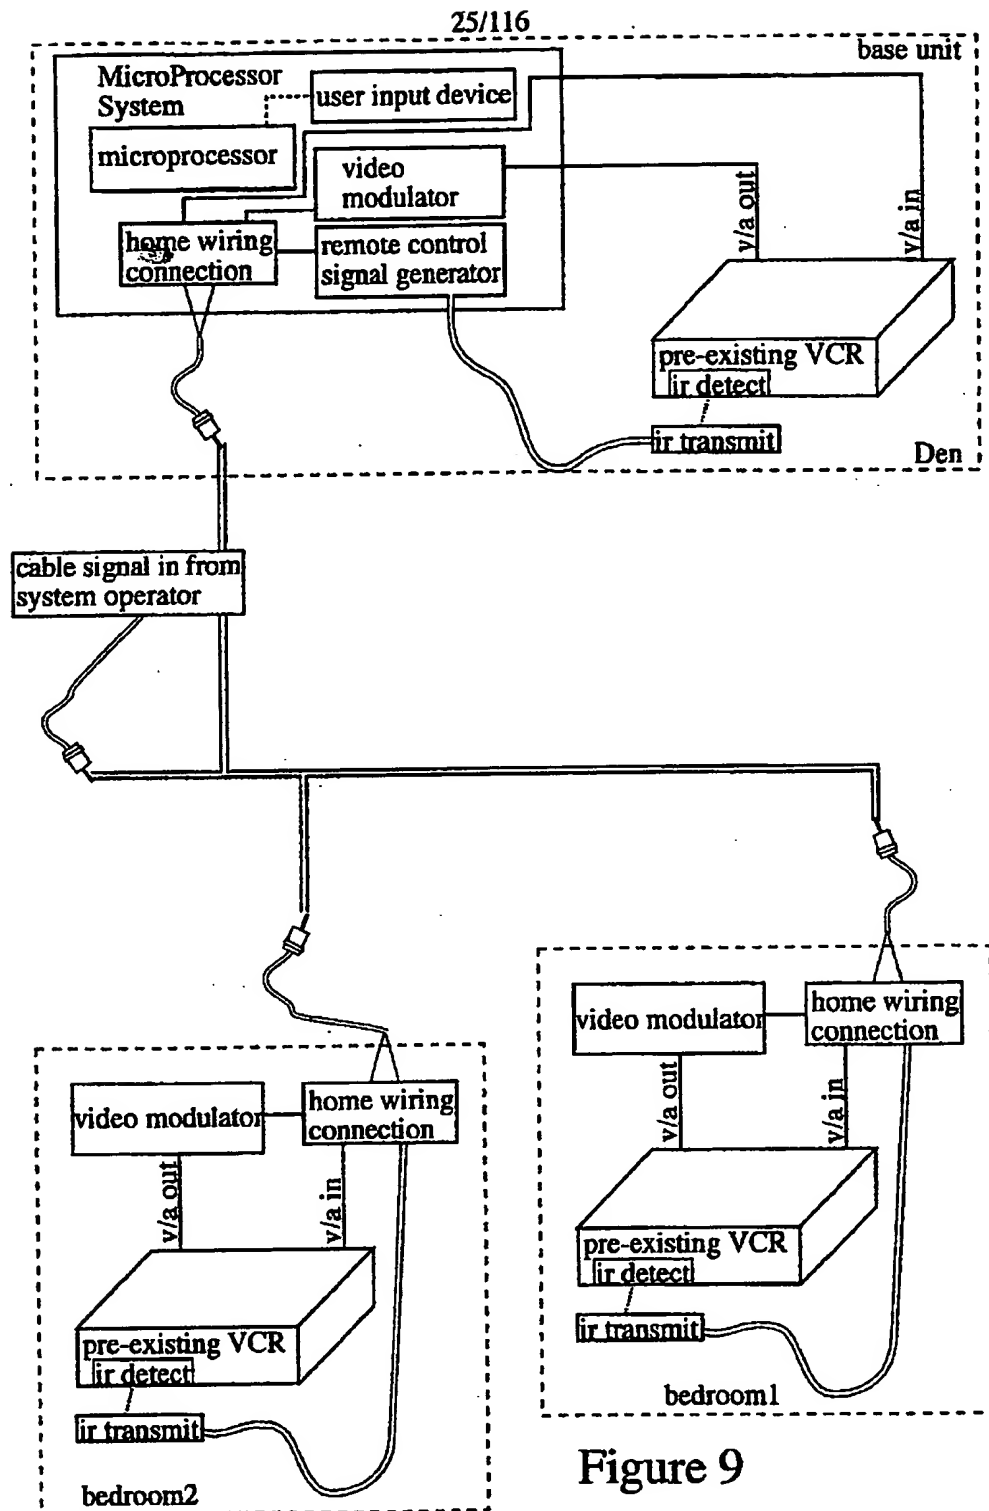 25/116
base unit
MicroProcessor
System
user input device
microprocessor
video
modulator
home wiring
connection
remote control
signal generator
v/a out
v/a in
pre-existing VCR
ir detect
ir transmit
Den
cable signal in from
system operator
video modulator
home wiring
connection
v/a out
v/a in
pre-existing VCR
ir detect
ir transmit
bedroom1
video modulator
home wiring
connection
v/a out
v/a in
pre-existing VCR
ir detect
ir transmit
bedroom2
Figure 9